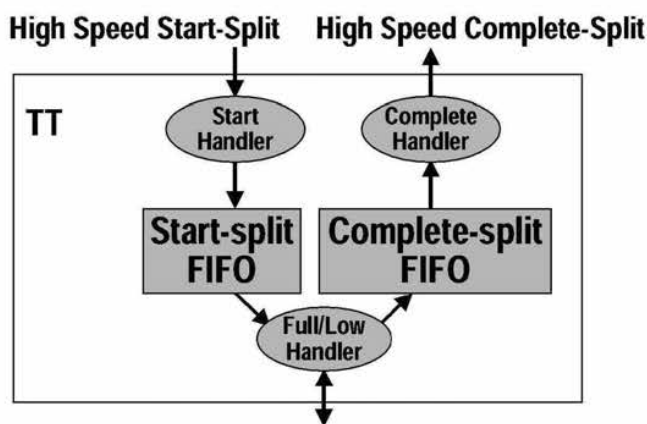 High Speed Start-Split
High Speed Complete-Split
TT
Start
Handler
Complete
Handler
Start-split
FIFO
Complete-split
FIFO
Full/Low
Handler